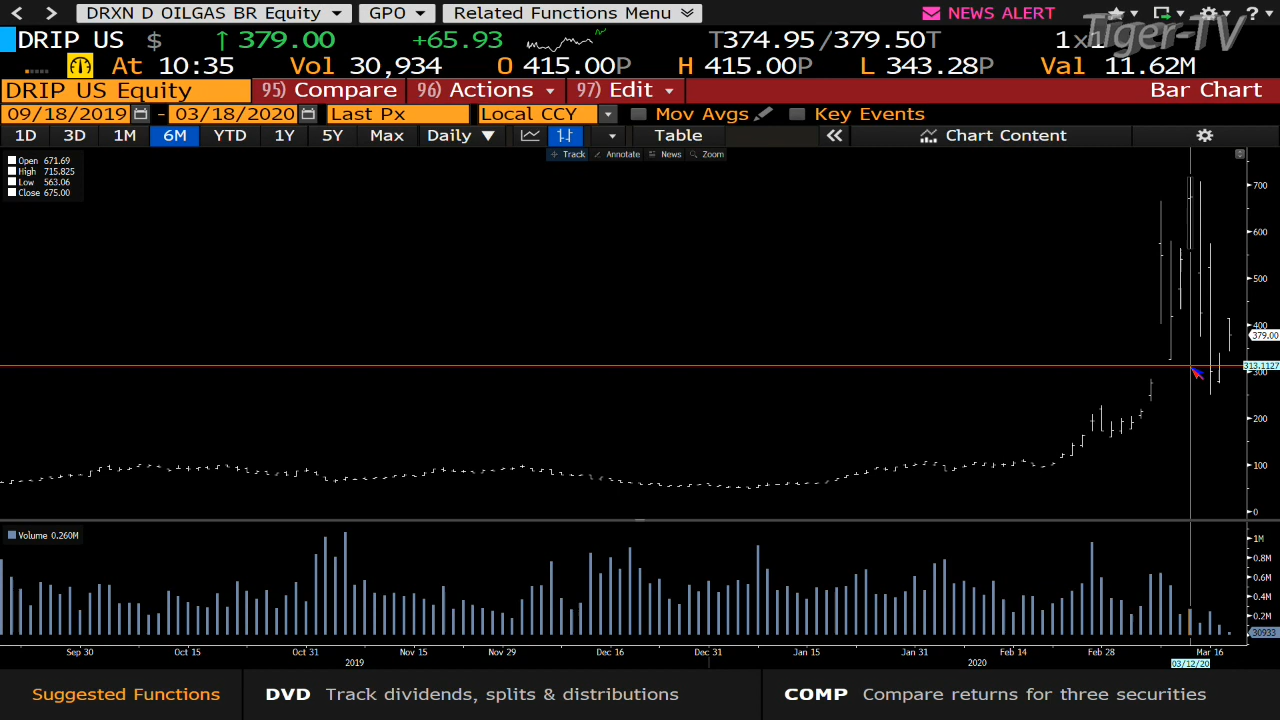 DRXN D OILGAS BR Equity GPO Related Functions Menu NEWS ALERT ?
DRIP US $ ↑ 379.00 +65.93 T374.95 /379.50T 1x1
Tiger-TV
At 10:35 Vol 30,934 O 415.00P H 415.00P L 343.28P Val 11.62M
DRIP US Equity 95) Compare 96) Actions 97) Edit Bar Chart
09/18/2019 - 03/18/2020 Last Px Local CCY Mov Avgs Key Events
1D 3D 1M 6M YTD 1Y 5Y Max Daily ▼ Table « Chart Content
Track Annotate News Zoom
Open 671.69
High 715.825
Low 563.06
Close 675.00
700
600
500
400
379.00
313.1127
300
200
100
0
Volume 0.260M
1M
0.8M
0.6M
0.4M
0.2M
30933
Sep 30 Oct 15 Oct 31 Nov 15 Nov 29 Dec 16 Dec 31 Jan 15 Jan 31 Feb 14 Feb 28 Mar 16
2019 2020 03/12/20
Suggested Functions DVD Track dividends, splits & distributions COMP Compare returns for three securities